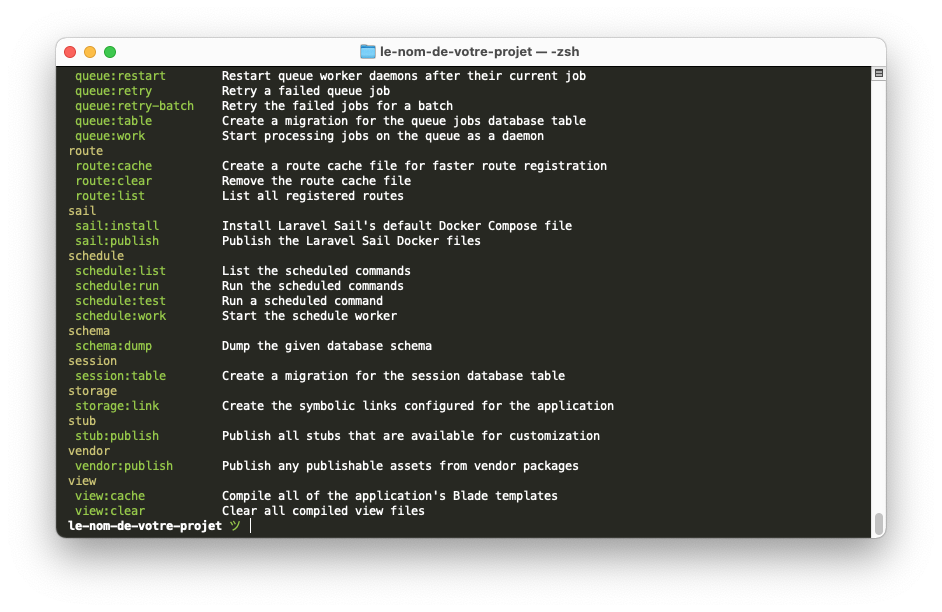 le-nom-de-votre-projet — -zsh
queue:restart Restart queue worker daemons after their current job
queue:retry Retry a failed queue job
queue:retry-batch Retry the failed jobs for a batch
queue:table Create a migration for the queue jobs database table
queue:work Start processing jobs on the queue as a daemon
route
route:cache Create a route cache file for faster route registration
route:clear Remove the route cache file
route:list List all registered routes
sail
sail:install Install Laravel Sail's default Docker Compose file
sail:publish Publish the Laravel Sail Docker files
schedule
schedule:list List the scheduled commands
schedule:run Run the scheduled commands
schedule:test Run a scheduled command
schedule:work Start the schedule worker
schema
schema:dump Dump the given database schema
session
session:table Create a migration for the session database table
storage
storage:link Create the symbolic links configured for the application
stub
stub:publish Publish all stubs that are available for customization
vendor
vendor:publish Publish any publishable assets from vendor packages
view
view:cache Compile all of the application's Blade templates
view:clear Clear all compiled view files
le-nom-de-votre-projet ツ